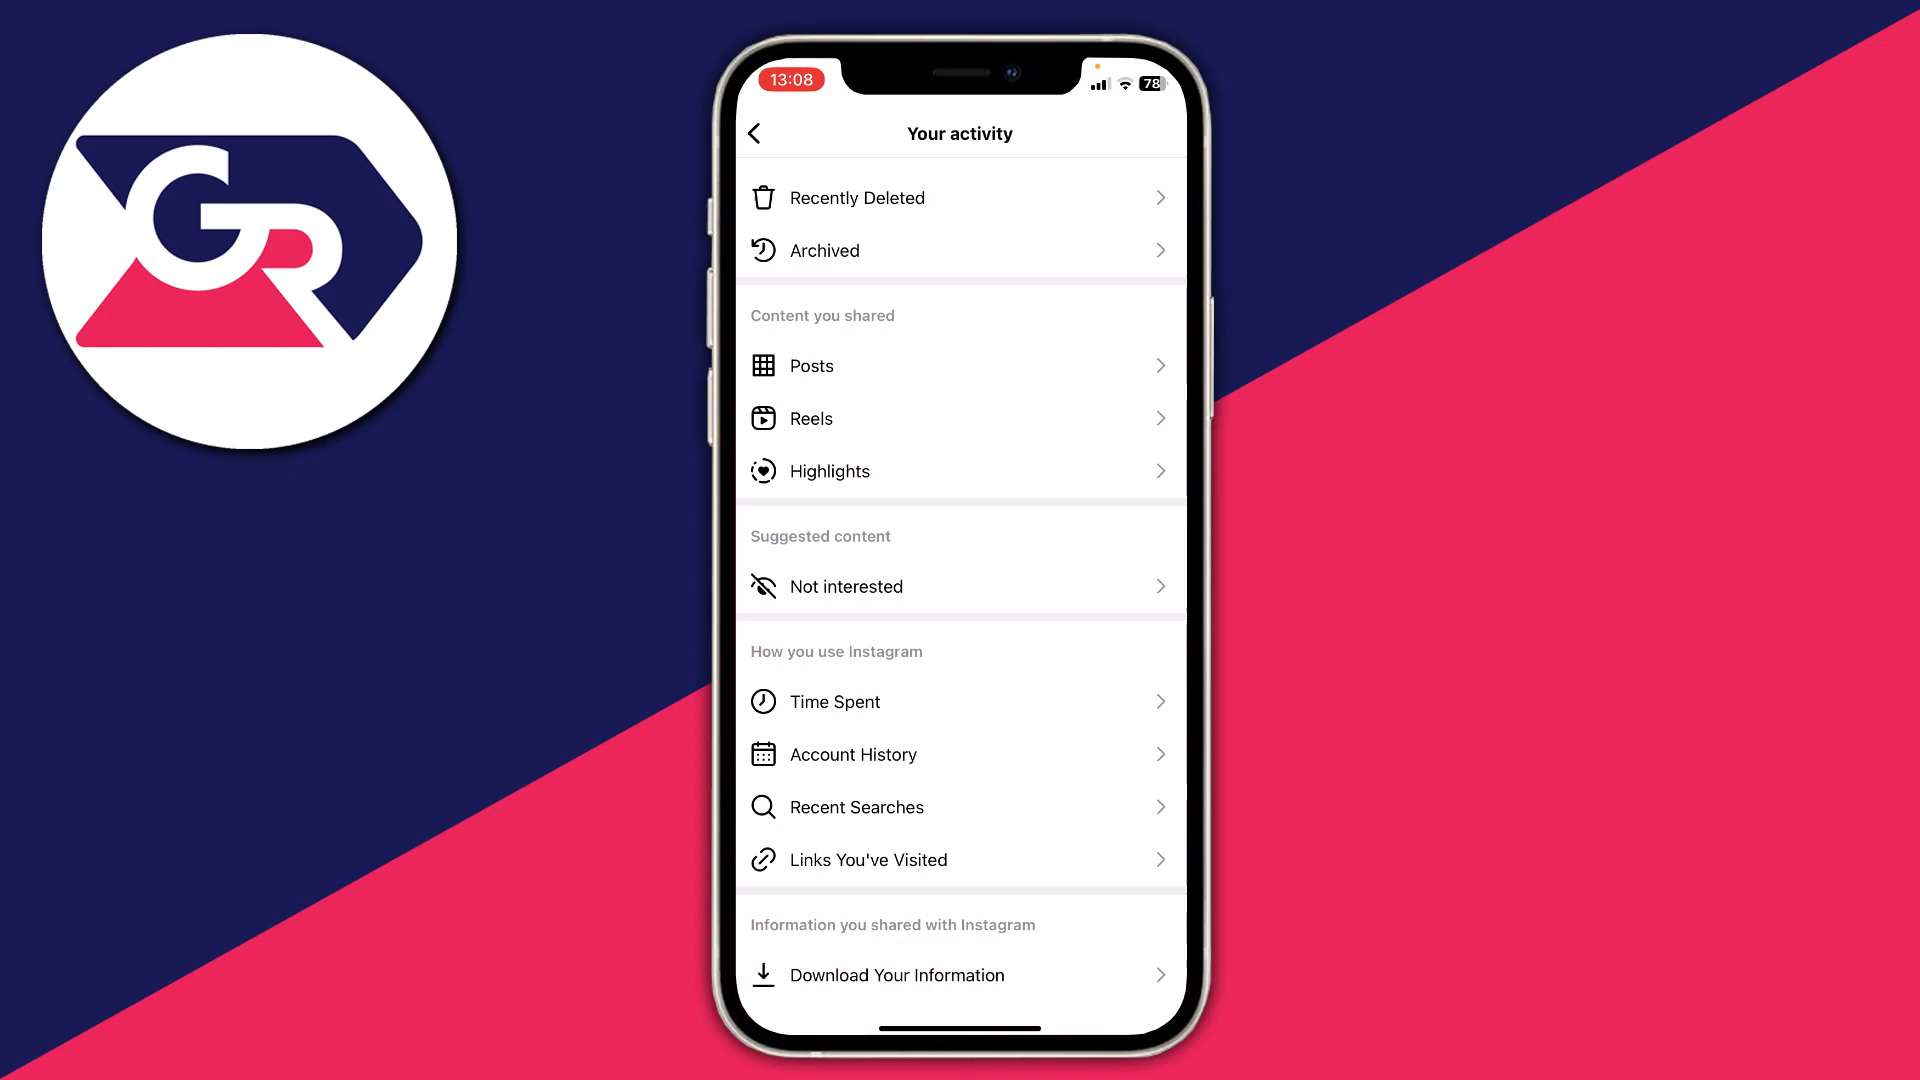 GR
13:08
78
Your activity
Recently Deleted
Archived
Content you shared
Posts
Reels
Highlights
Suggested content
Not interested
How you use Instagram
Time Spent
Account History
Recent Searches
Links You've Visited
Information you shared with Instagram
Download Your Information